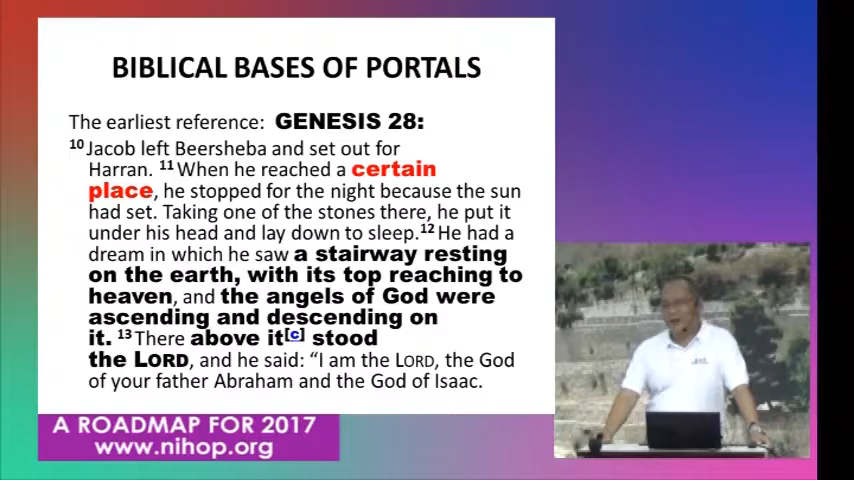 BIBLICAL BASES OF PORTALS
The earliest reference: GENESIS 28:
10 Jacob left Beersheba and set out for
Harran. 11 When he reached a certain
place, he stopped for the night because the sun
had set. Taking one of the stones there, he put it
under his head and lay down to sleep.12 He had a
dream in which he saw a stairway resting
on the earth, with its top reaching to
heaven, and the angels of God were
ascending and descending on
it. 13 There above it[c] stood
the LORD, and he said: “I am the LORD, the God
of your father Abraham and the God of Isaac.
A ROADMAP FOR 2017
www.nihop.org